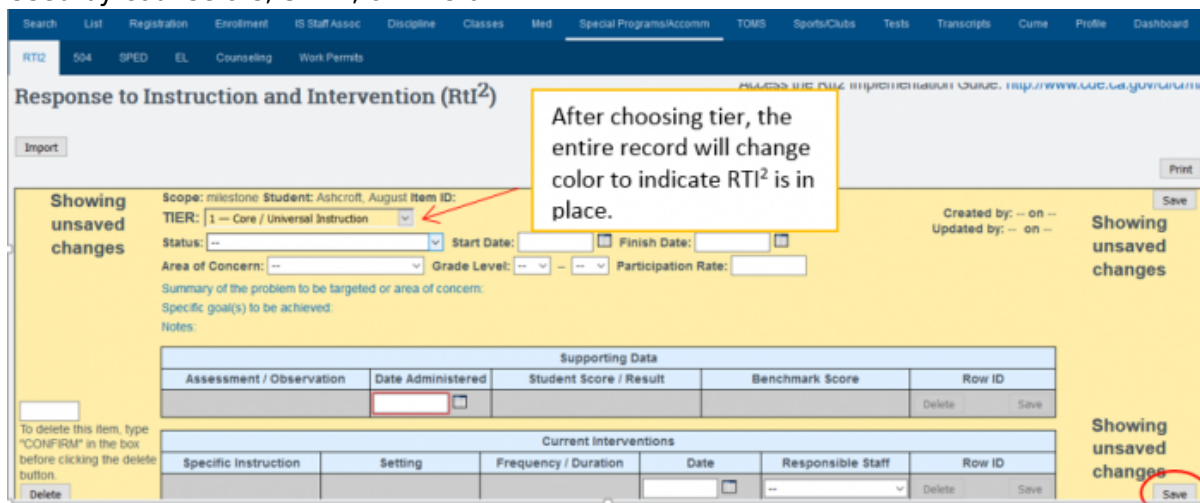 Search List Registration Enrollment IS Staff Assoc Discipline Classes Med Special Programs/Accomm TOMS Sports/Clubs Tests Transcripts Cume Profile Dashboard
RTI2 504 SPED EL Counseling Work Permits
Response to Instruction and Intervention (RtI²)
After choosing tier, the
entire record will change
color to indicate RTI² is in
place.
Import
Print
Showing
unsaved
changes
Scope: milestone Student: Ashcroft, August Item ID:
TIER: 1 — Core / Universal Instruction
Status: -- Start Date: Finish Date:
Area of Concern: -- Grade Level: -- – -- Participation Rate:
Summary of the problem to be targeted or area of concern:
Specific goal(s) to be achieved:
Notes:
Created by: -- on --
Updated by: -- on --
Save
Showing
unsaved
changes
Supporting Data
Assessment / Observation Date Administered Student Score / Result Benchmark Score Row ID
Delete Save
To delete this item, type
"CONFIRM" in the box
before clicking the delete
button.
Delete
Current Interventions
Specific Instruction Setting Frequency / Duration Date Responsible Staff Row ID
-- Delete Save
Showing
unsaved
changes
Save